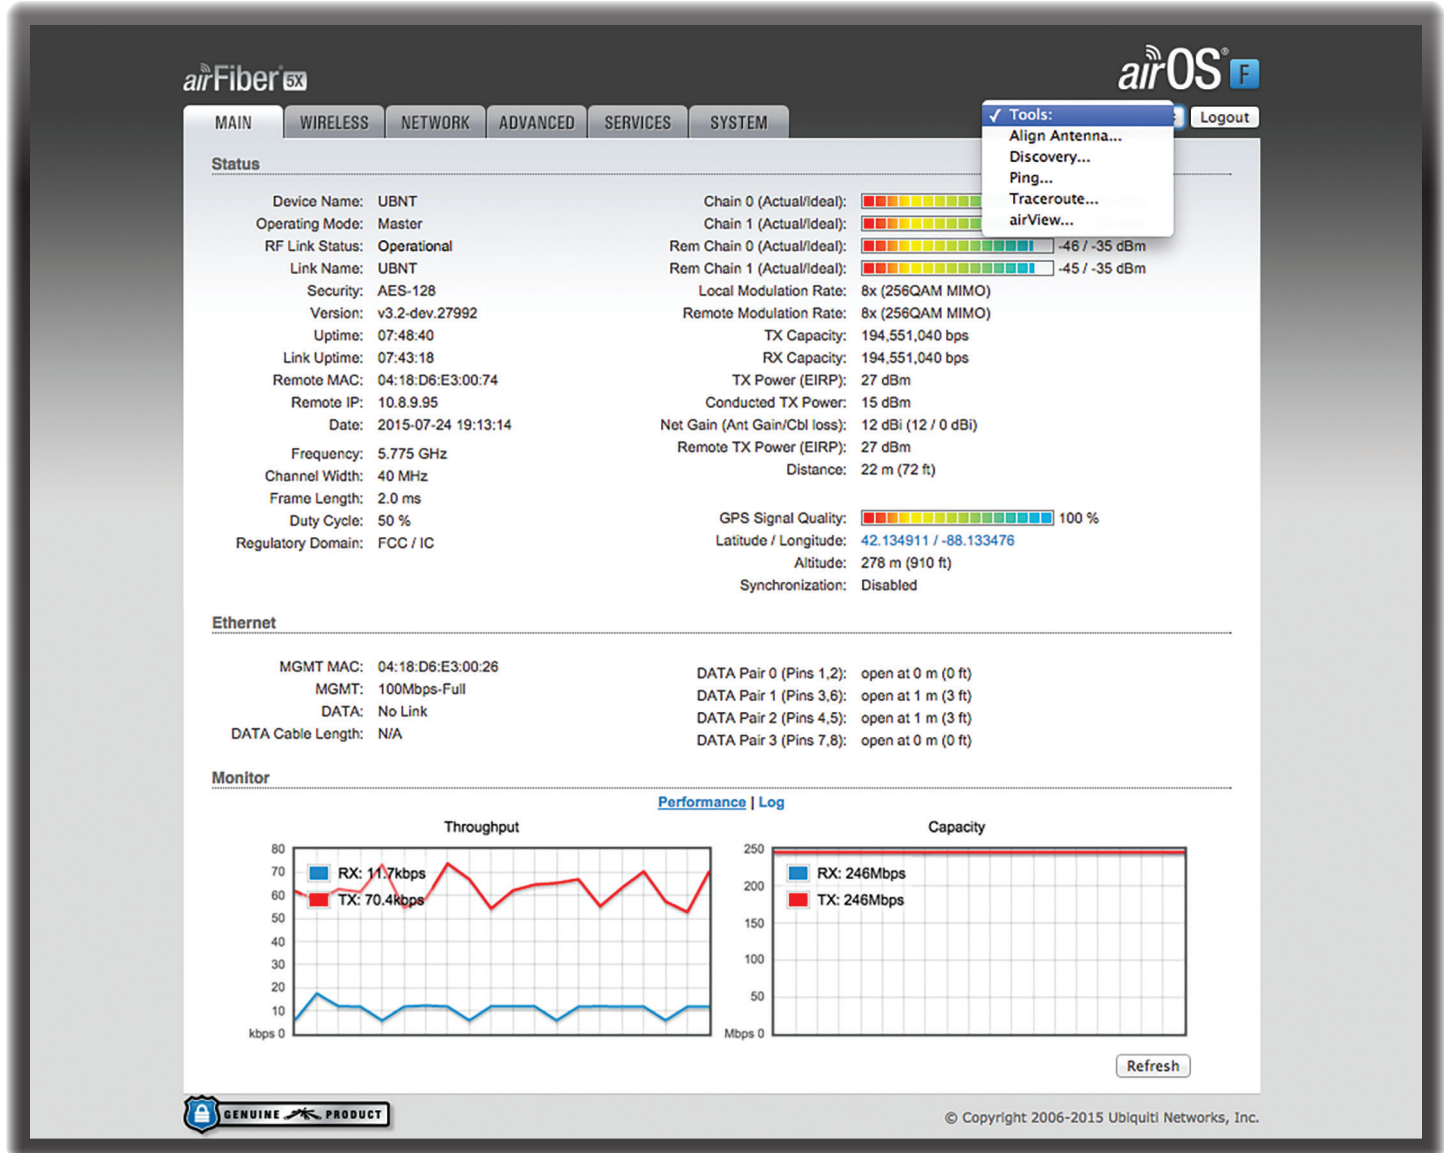 airFiber 5X
airOS® F
MAIN WIRELESS NETWORK ADVANCED SERVICES SYSTEM
✓ Tools:
Align Antenna...
Discovery...
Ping...
Traceroute...
airView...
Logout
Status
Device Name: UBNT
Operating Mode: Master
RF Link Status: Operational
Link Name: UBNT
Security: AES-128
Version: v3.2-dev.27992
Uptime: 07:48:40
Link Uptime: 07:43:18
Remote MAC: 04:18:D6:E3:00:74
Remote IP: 10.8.9.95
Date: 2015-07-24 19:13:14
Frequency: 5.775 GHz
Channel Width: 40 MHz
Frame Length: 2.0 ms
Duty Cycle: 50 %
Regulatory Domain: FCC / IC
Chain 0 (Actual/Ideal):
Chain 1 (Actual/Ideal):
Rem Chain 0 (Actual/Ideal): -46 / -35 dBm
Rem Chain 1 (Actual/Ideal): -45 / -35 dBm
Local Modulation Rate: 8x (256QAM MIMO)
Remote Modulation Rate: 8x (256QAM MIMO)
TX Capacity: 194,551,040 bps
RX Capacity: 194,551,040 bps
TX Power (EIRP): 27 dBm
Conducted TX Power: 15 dBm
Net Gain (Ant Gain/Cbl loss): 12 dBi (12 / 0 dBi)
Remote TX Power (EIRP): 27 dBm
Distance: 22 m (72 ft)
GPS Signal Quality: 100 %
Latitude / Longitude: 42.134911 / -88.133476
Altitude: 278 m (910 ft)
Synchronization: Disabled
Ethernet
MGMT MAC: 04:18:D6:E3:00:26
MGMT: 100Mbps-Full
DATA: No Link
DATA Cable Length: N/A
DATA Pair 0 (Pins 1,2): open at 0 m (0 ft)
DATA Pair 1 (Pins 3,6): open at 1 m (3 ft)
DATA Pair 2 (Pins 4,5): open at 1 m (3 ft)
DATA Pair 3 (Pins 7,8): open at 0 m (0 ft)
Monitor
Performance | Log
Throughput
80
70
60
50
40
30
20
10
kbps 0
RX: 11.7kbps
TX: 70.4kbps
Capacity
250
200
150
100
50
Mbps 0
RX: 246Mbps
TX: 246Mbps
Refresh
GENUINE PRODUCT
© Copyright 2006-2015 Ubiquiti Networks, Inc.